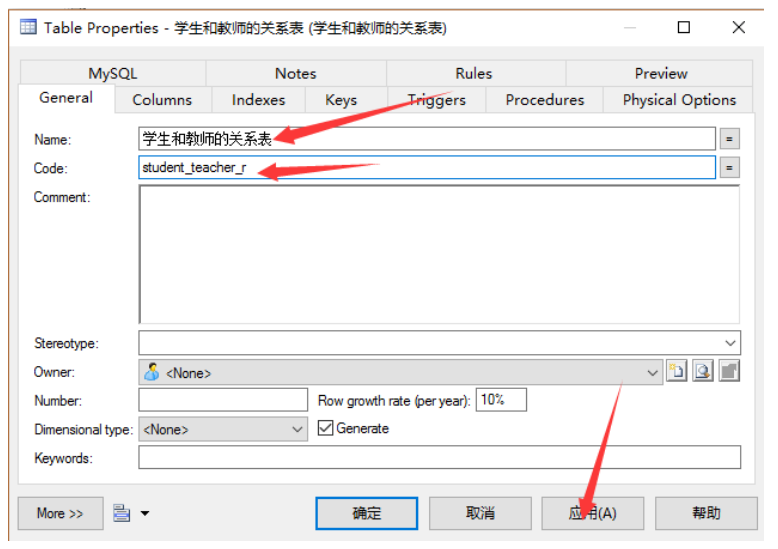 Table Properties - 学生和教师的关系表 (学生和教师的关系表)
MySQL Notes Rules Preview
General Columns Indexes Keys Triggers Procedures Physical Options
Name: 学生和教师的关系表 =
Code: student_teacher_r =
Comment:
Stereotype:
Owner: <None>
Number: Row growth rate (per year): 10%
Dimensional type: <None> Generate
Keywords:
More >> 确定 取消 应用(A) 帮助